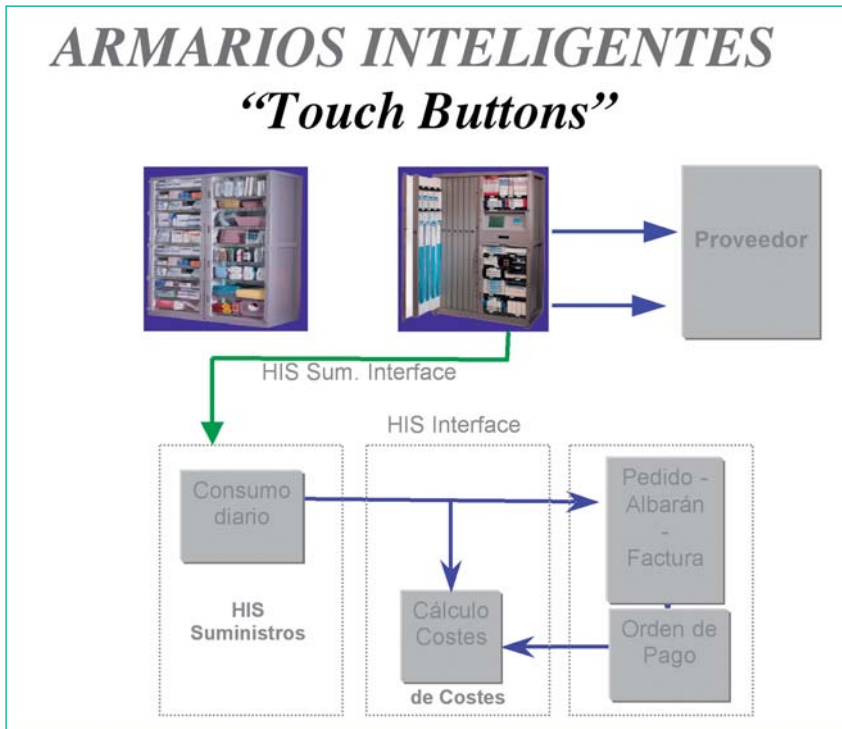 ARMARIOS INTELIGENTES
“Touch Buttons”
Proveedor
HIS Sum. Interface
HIS Interface
Consumo
diario
HIS
Suministros
Cálculo
Costes
de Costes
Pedido -
Albarán
-
Factura
Orden de
Pago